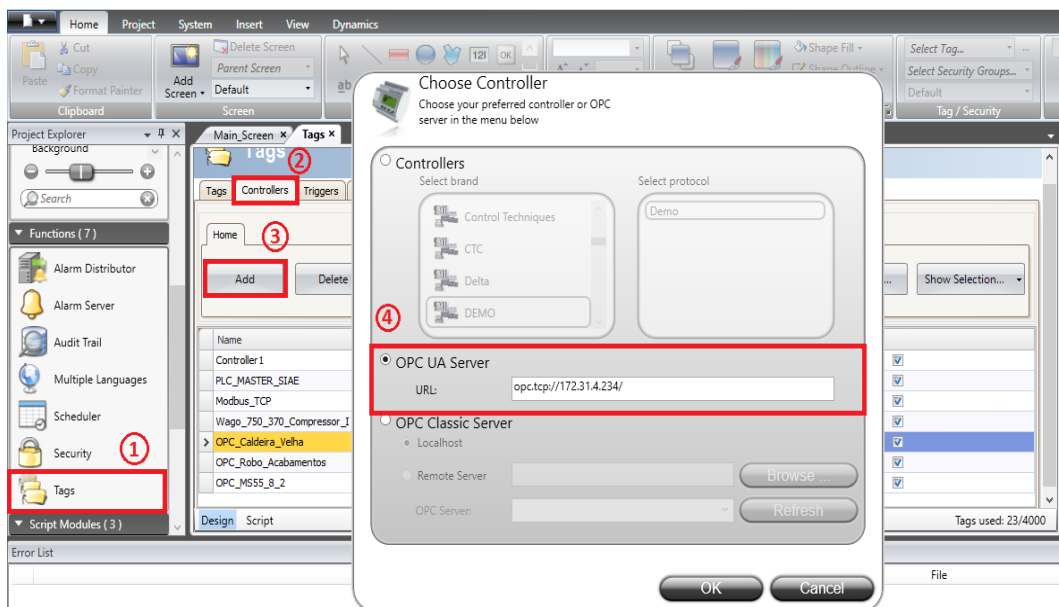 Home Project System Insert View Dynamics
Cut
Copy
Format Painter
Paste
Clipboard
Add
Screen
Delete Screen
Parent Screen
Default
Screen
ab
12I
OK
Shape Fill
Shape Outline
Select Tag...
Select Security Groups...
Default
Tag / Security
Project Explorer
Background
Search
Functions ( 7 )
Alarm Distributor
Alarm Server
Audit Trail
Multiple Languages
Scheduler
Security
1
Tags
Script Modules ( 3 )
Error List
Main_Screen × Tags ×
Tags
2
Tags Controllers Triggers
Home
3
Add Delete
... Show Selection...
Name
Controller1
PLC_MASTER_SIAE
Modbus_TCP
Wago_750_370_Compressor_I
OPC_Caldeira_Velha
OPC_Robo_Acabamentos
OPC_MS55_8_2
Design Script
Tags used: 23/4000
File
Choose Controller
Choose your preferred controller or OPC
server in the menu below
Controllers
Select brand Select protocol
Control Techniques
CTC
Delta
DEMO
Demo
4
OPC UA Server
URL: opc.tcp://172.31.4.234/
OPC Classic Server
Localhost
Remote Server Browse ...
OPC Server: Refresh
OK Cancel